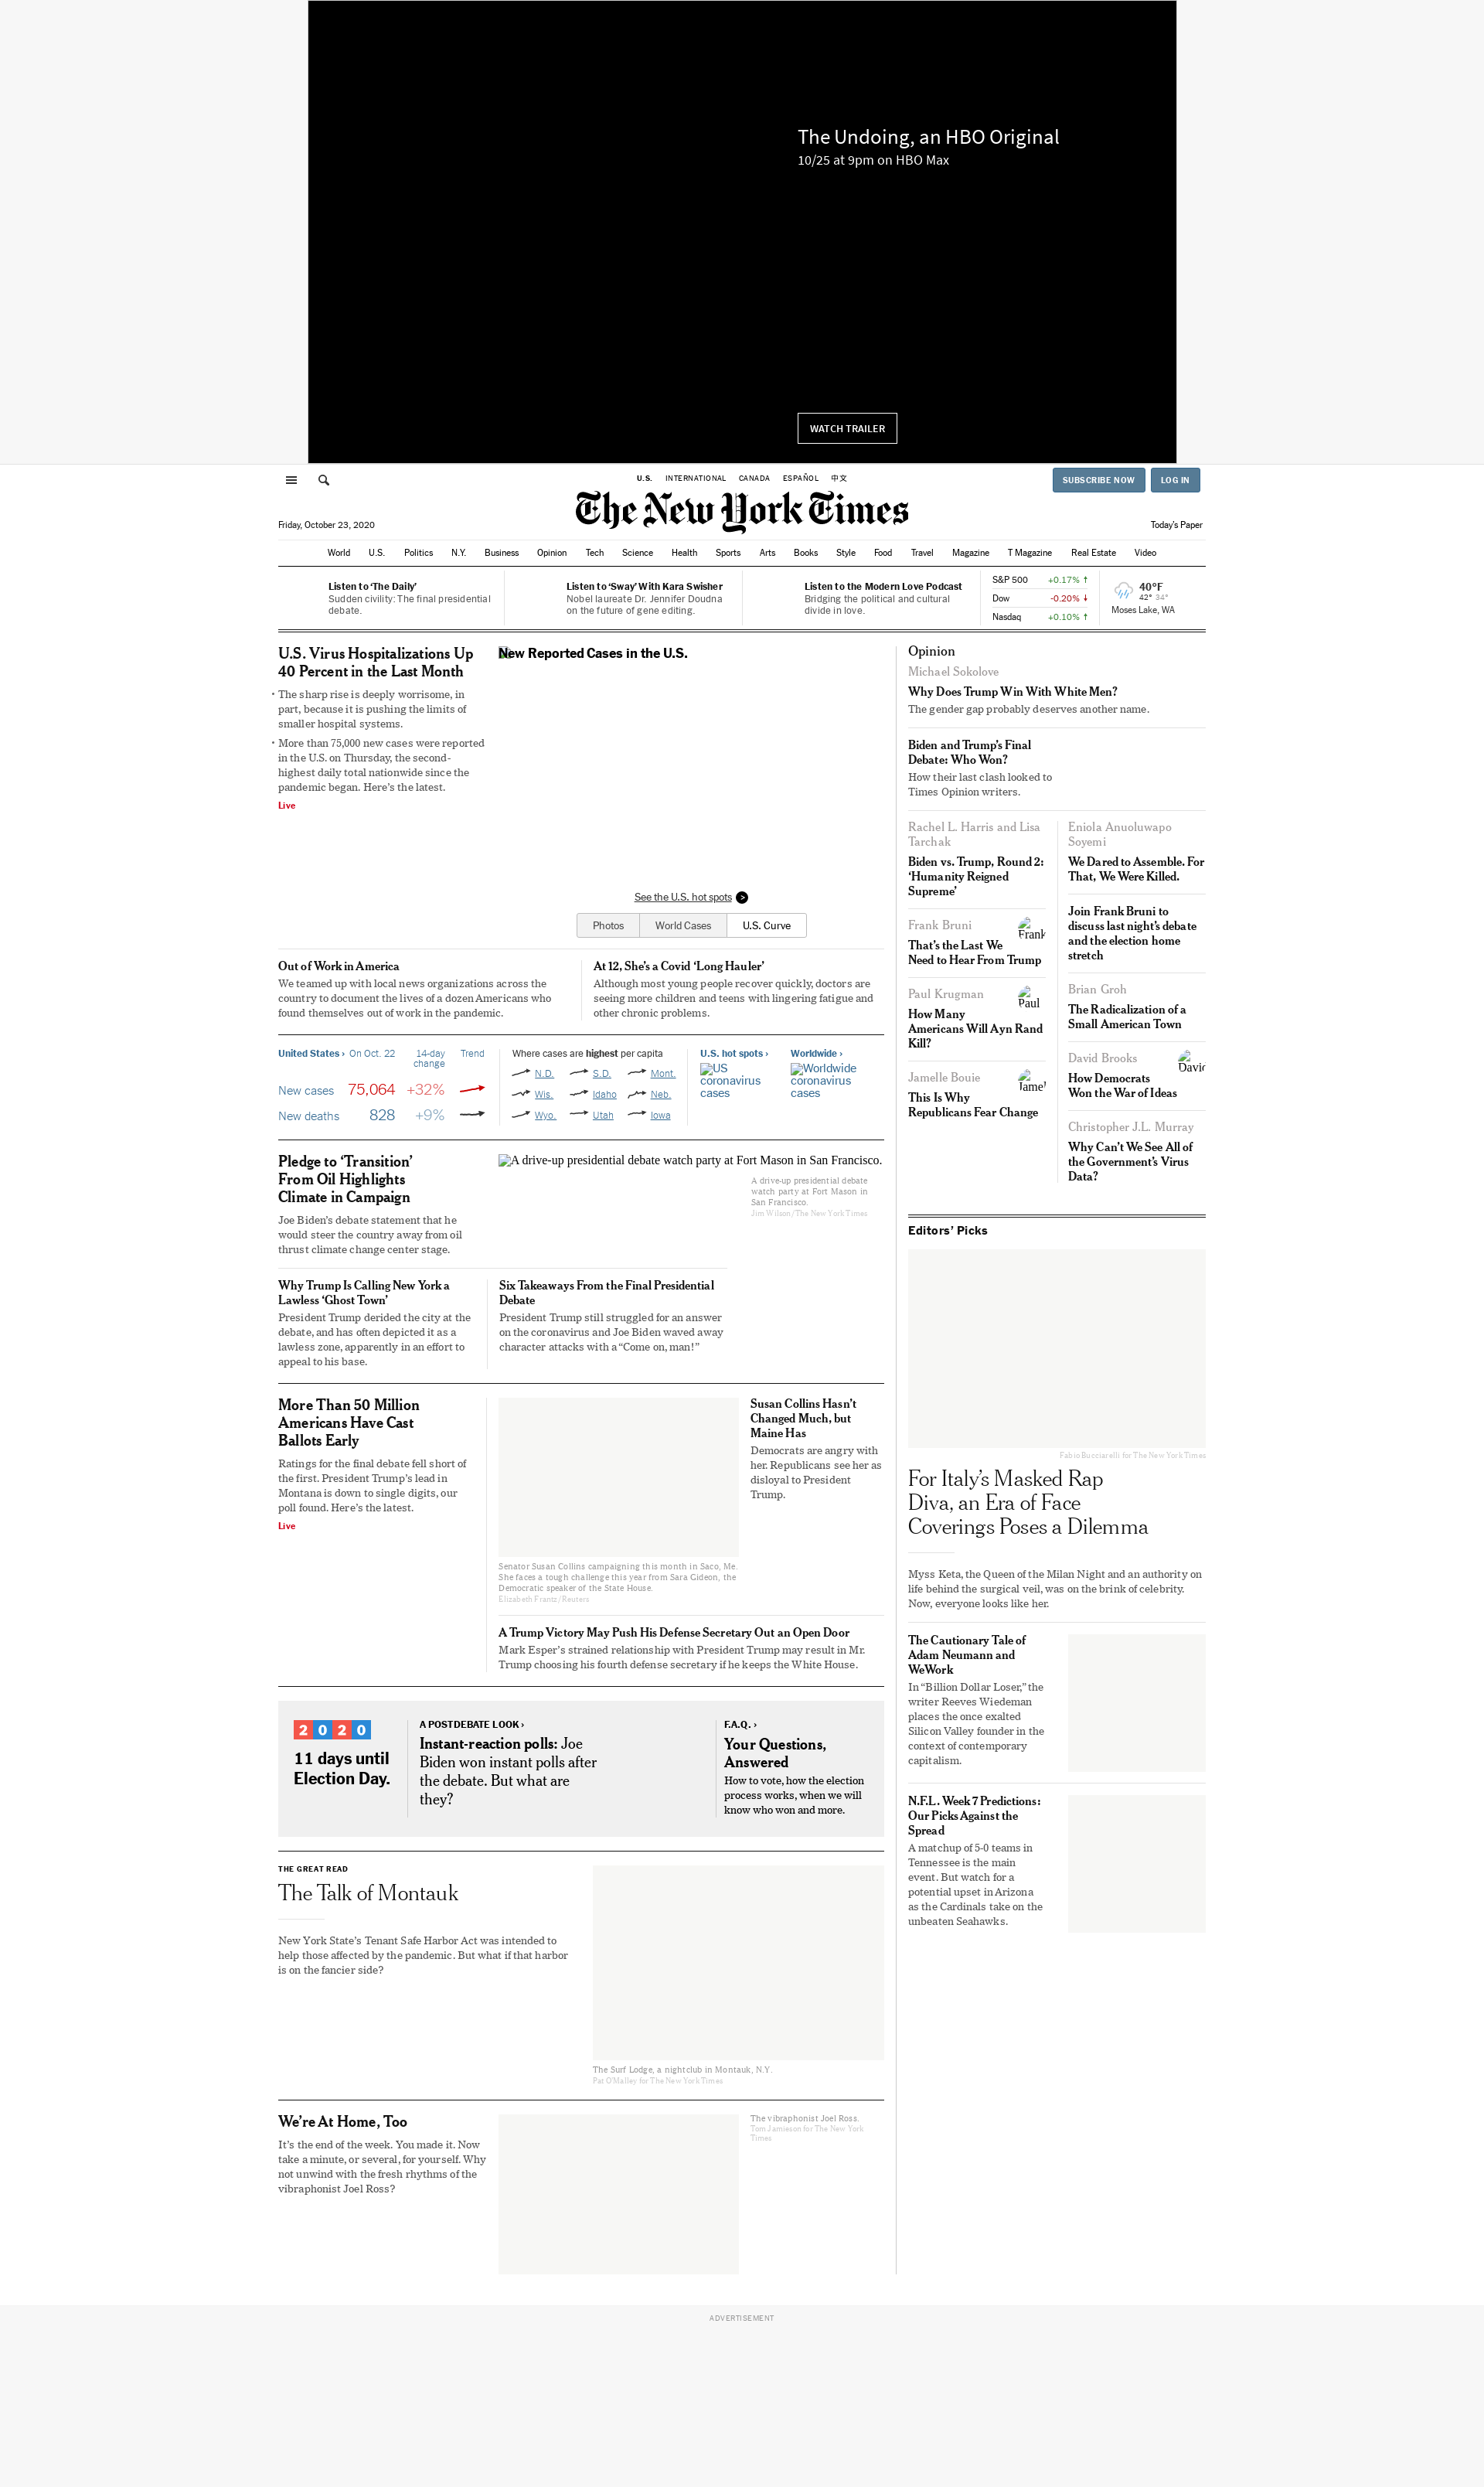 The Undoing, an HBO Original
10/25 at 9pm on HBO Max
WATCH TRAILER
U.S. INTERNATIONAL CANADA ESPAÑOL 中文
SUBSCRIBE NOW LOG IN
The New York Times
Friday, October 23, 2020
Today's Paper
World U.S. Politics N.Y. Business Opinion Tech Science Health Sports Arts Books Style Food Travel Magazine T Magazine Real Estate Video
Listen to ‘The Daily’
Sudden civility: The final presidential
debate.
Listen to ‘Sway’ With Kara Swisher
Nobel laureate Dr. Jennifer Doudna
on the future of gene editing.
Listen to the Modern Love Podcast
Bridging the political and cultural
divide in love.
S&P 500 +0.17% ↑
Dow -0.20% ↓
Nasdaq +0.10% ↑
40°F
42° 34°
Moses Lake, WA
U.S. Virus Hospitalizations Up
40 Percent in the Last Month
• The sharp rise is deeply worrisome, in
part, because it is pushing the limits of
smaller hospital systems.
• More than 75,000 new cases were reported
in the U.S. on Thursday, the second-
highest daily total nationwide since the
pandemic began. Here’s the latest.
Live
New Reported Cases in the U.S.
See the U.S. hot spots >
Photos World Cases U.S. Curve
Out of Work in America
We teamed up with local news organizations across the
country to document the lives of a dozen Americans who
found themselves out of work in the pandemic.
At 12, She’s a Covid ‘Long Hauler’
Although most young people recover quickly, doctors are
seeing more children and teens with lingering fatigue and
other chronic problems.
United States › On Oct. 22 14-day
change Trend
New cases 75,064 +32%
New deaths 828 +9%
Where cases are highest per capita
N.D. S.D. Mont.
Wis. Idaho Neb.
Wyo. Utah Iowa
U.S. hot spots ›
US
coronavirus
cases
Worldwide ›
Worldwide
coronavirus
cases
Pledge to ‘Transition’
From Oil Highlights
Climate in Campaign
Joe Biden’s debate statement that he
would steer the country away from oil
thrust climate change center stage.
A drive-up presidential debate watch party at Fort Mason in San Francisco.
A drive-up presidential debate
watch party at Fort Mason in
San Francisco.
Jim Wilson/The New York Times
Why Trump Is Calling New York a
Lawless ‘Ghost Town’
President Trump derided the city at the
debate, and has often depicted it as a
lawless zone, apparently in an effort to
appeal to his base.
Six Takeaways From the Final Presidential
Debate
President Trump still struggled for an answer
on the coronavirus and Joe Biden waved away
character attacks with a “Come on, man!”
More Than 50 Million
Americans Have Cast
Ballots Early
Ratings for the final debate fell short of
the first. President Trump’s lead in
Montana is down to single digits, our
poll found. Here’s the latest.
Live
Senator Susan Collins campaigning this month in Saco, Me.
She faces a tough challenge this year from Sara Gideon, the
Democratic speaker of the State House.
Elizabeth Frantz/Reuters
Susan Collins Hasn’t
Changed Much, but
Maine Has
Democrats are angry with
her. Republicans see her as
disloyal to President
Trump.
A Trump Victory May Push His Defense Secretary Out an Open Door
Mark Esper’s strained relationship with President Trump may result in Mr.
Trump choosing his fourth defense secretary if he keeps the White House.
2020
11 days until
Election Day.
A POSTDEBATE LOOK ›
Instant-reaction polls: Joe
Biden won instant polls after
the debate. But what are
they?
F.A.Q. ›
Your Questions,
Answered
How to vote, how the election
process works, when we will
know who won and more.
THE GREAT READ
The Talk of Montauk
New York State’s Tenant Safe Harbor Act was intended to
help those affected by the pandemic. But what if that harbor
is on the fancier side?
The Surf Lodge, a nightclub in Montauk, N.Y.
Pat O'Malley for The New York Times
We’re At Home, Too
It’s the end of the week. You made it. Now
take a minute, or several, for yourself. Why
not unwind with the fresh rhythms of the
vibraphonist Joel Ross?
The vibraphonist Joel Ross.
Tom Jamieson for The New York
Times
Opinion
Michael Sokolove
Why Does Trump Win With White Men?
The gender gap probably deserves another name.
Biden and Trump’s Final
Debate: Who Won?
How their last clash looked to
Times Opinion writers.
Rachel L. Harris and Lisa
Tarchak
Biden vs. Trump, Round 2:
‘Humanity Reigned
Supreme’
Frank Bruni
Frank
That’s the Last We
Need to Hear From Trump
Paul Krugman
Paul
How Many
Americans Will Ayn Rand
Kill?
Jamelle Bouie
This Is Why
Republicans Fear Change
Eniola Anuoluwapo
Soyemi
We Dared to Assemble. For
That, We Were Killed.
Join Frank Bruni to
discuss last night’s debate
and the election home
stretch
Brian Groh
The Radicalization of a
Small American Town
David Brooks
David
How Democrats
Won the War of Ideas
Christopher J.L. Murray
Why Can’t We See All of
the Government’s Virus
Data?
Editors’ Picks
Fabio Bucciarelli for The New York Times
For Italy’s Masked Rap
Diva, an Era of Face
Coverings Poses a Dilemma
Myss Keta, the Queen of the Milan Night and an authority on
life behind the surgical veil, was on the brink of celebrity.
Now, everyone looks like her.
The Cautionary Tale of
Adam Neumann and
WeWork
In “Billion Dollar Loser,” the
writer Reeves Wiedeman
places the once exalted
Silicon Valley founder in the
context of contemporary
capitalism.
N.F.L. Week 7 Predictions:
Our Picks Against the
Spread
A matchup of 5-0 teams in
Tennessee is the main
event. But watch for a
potential upset in Arizona
as the Cardinals take on the
unbeaten Seahawks.
ADVERTISEMENT